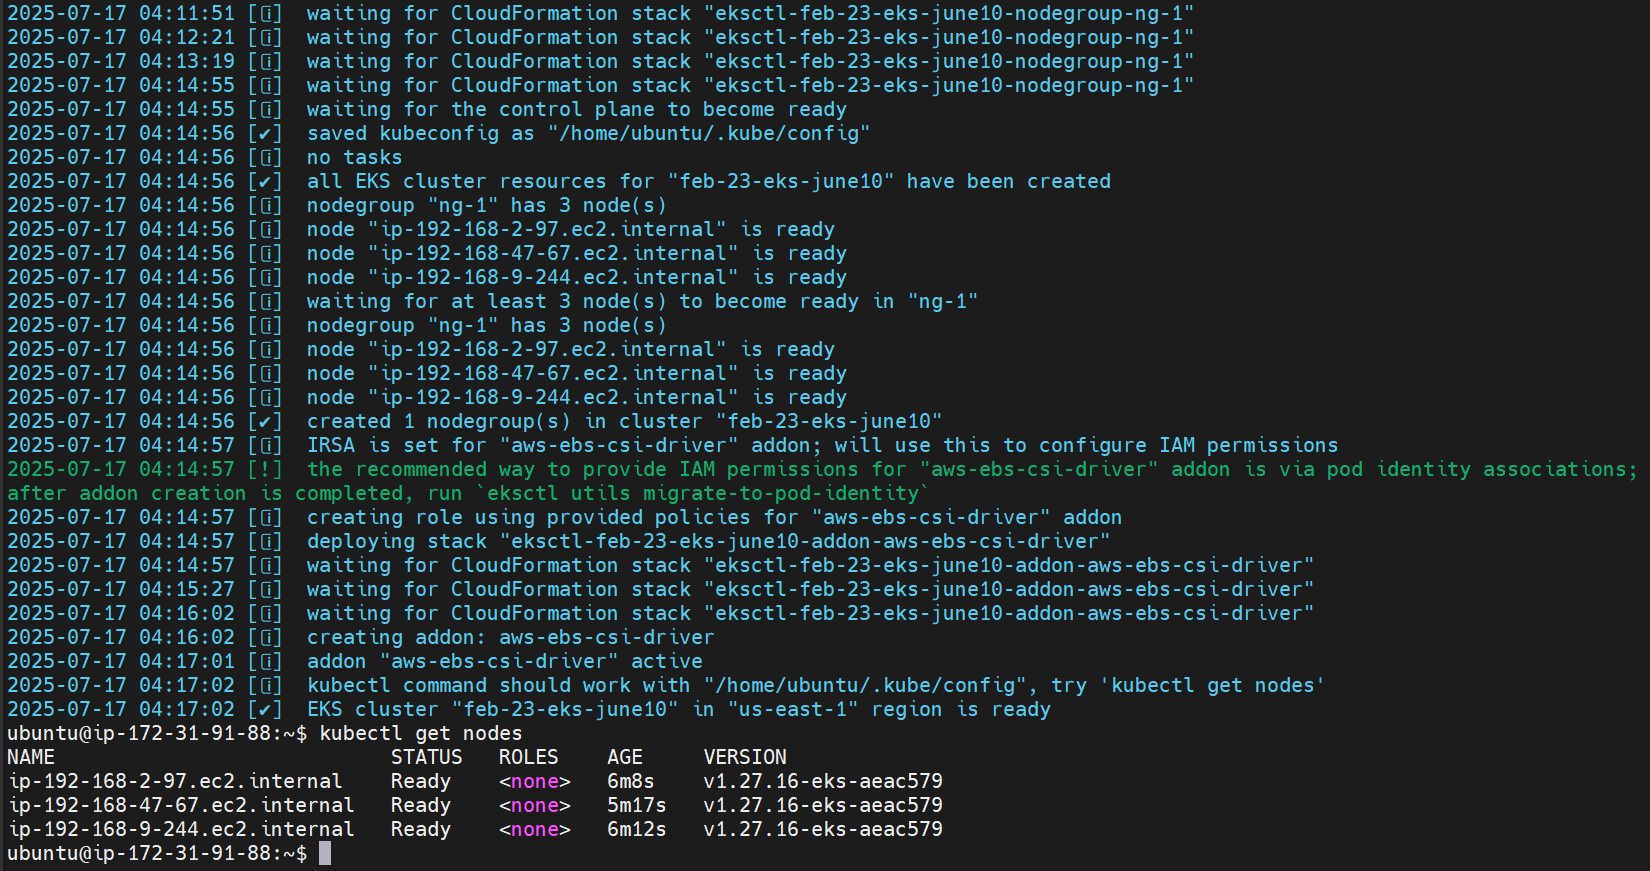 2025-07-17 04:11:51 [ℹ]  waiting for CloudFormation stack "eksctl-feb-23-eks-june10-nodegroup-ng-1"
2025-07-17 04:12:21 [ℹ]  waiting for CloudFormation stack "eksctl-feb-23-eks-june10-nodegroup-ng-1"
2025-07-17 04:13:19 [ℹ]  waiting for CloudFormation stack "eksctl-feb-23-eks-june10-nodegroup-ng-1"
2025-07-17 04:14:55 [ℹ]  waiting for CloudFormation stack "eksctl-feb-23-eks-june10-nodegroup-ng-1"
2025-07-17 04:14:55 [ℹ]  waiting for the control plane to become ready
2025-07-17 04:14:56 [✔]  saved kubeconfig as "/home/ubuntu/.kube/config"
2025-07-17 04:14:56 [ℹ]  no tasks
2025-07-17 04:14:56 [✔]  all EKS cluster resources for "feb-23-eks-june10" have been created
2025-07-17 04:14:56 [ℹ]  nodegroup "ng-1" has 3 node(s)
2025-07-17 04:14:56 [ℹ]  node "ip-192-168-2-97.ec2.internal" is ready
2025-07-17 04:14:56 [ℹ]  node "ip-192-168-47-67.ec2.internal" is ready
2025-07-17 04:14:56 [ℹ]  node "ip-192-168-9-244.ec2.internal" is ready
2025-07-17 04:14:56 [ℹ]  waiting for at least 3 node(s) to become ready in "ng-1"
2025-07-17 04:14:56 [ℹ]  nodegroup "ng-1" has 3 node(s)
2025-07-17 04:14:56 [ℹ]  node "ip-192-168-2-97.ec2.internal" is ready
2025-07-17 04:14:56 [ℹ]  node "ip-192-168-47-67.ec2.internal" is ready
2025-07-17 04:14:56 [ℹ]  node "ip-192-168-9-244.ec2.internal" is ready
2025-07-17 04:14:56 [✔]  created 1 nodegroup(s) in cluster "feb-23-eks-june10"
2025-07-17 04:14:57 [ℹ]  IRSA is set for "aws-ebs-csi-driver" addon; will use this to configure IAM permissions
2025-07-17 04:14:57 [!]  the recommended way to provide IAM permissions for "aws-ebs-csi-driver" addon is via pod identity associations;
after addon creation is completed, run `eksctl utils migrate-to-pod-identity`
2025-07-17 04:14:57 [ℹ]  creating role using provided policies for "aws-ebs-csi-driver" addon
2025-07-17 04:14:57 [ℹ]  deploying stack "eksctl-feb-23-eks-june10-addon-aws-ebs-csi-driver"
2025-07-17 04:14:57 [ℹ]  waiting for CloudFormation stack "eksctl-feb-23-eks-june10-addon-aws-ebs-csi-driver"
2025-07-17 04:15:27 [ℹ]  waiting for CloudFormation stack "eksctl-feb-23-eks-june10-addon-aws-ebs-csi-driver"
2025-07-17 04:16:02 [ℹ]  waiting for CloudFormation stack "eksctl-feb-23-eks-june10-addon-aws-ebs-csi-driver"
2025-07-17 04:16:02 [ℹ]  creating addon: aws-ebs-csi-driver
2025-07-17 04:17:01 [ℹ]  addon "aws-ebs-csi-driver" active
2025-07-17 04:17:02 [ℹ]  kubectl command should work with "/home/ubuntu/.kube/config", try 'kubectl get nodes'
2025-07-17 04:17:02 [✔]  EKS cluster "feb-23-eks-june10" in "us-east-1" region is ready
ubuntu@ip-172-31-91-88:~$ kubectl get nodes
NAME                            STATUS   ROLES    AGE     VERSION
ip-192-168-2-97.ec2.internal    Ready    <none>   6m8s    v1.27.16-eks-aeac579
ip-192-168-47-67.ec2.internal   Ready    <none>   5m17s   v1.27.16-eks-aeac579
ip-192-168-9-244.ec2.internal   Ready    <none>   6m12s   v1.27.16-eks-aeac579
ubuntu@ip-172-31-91-88:~$